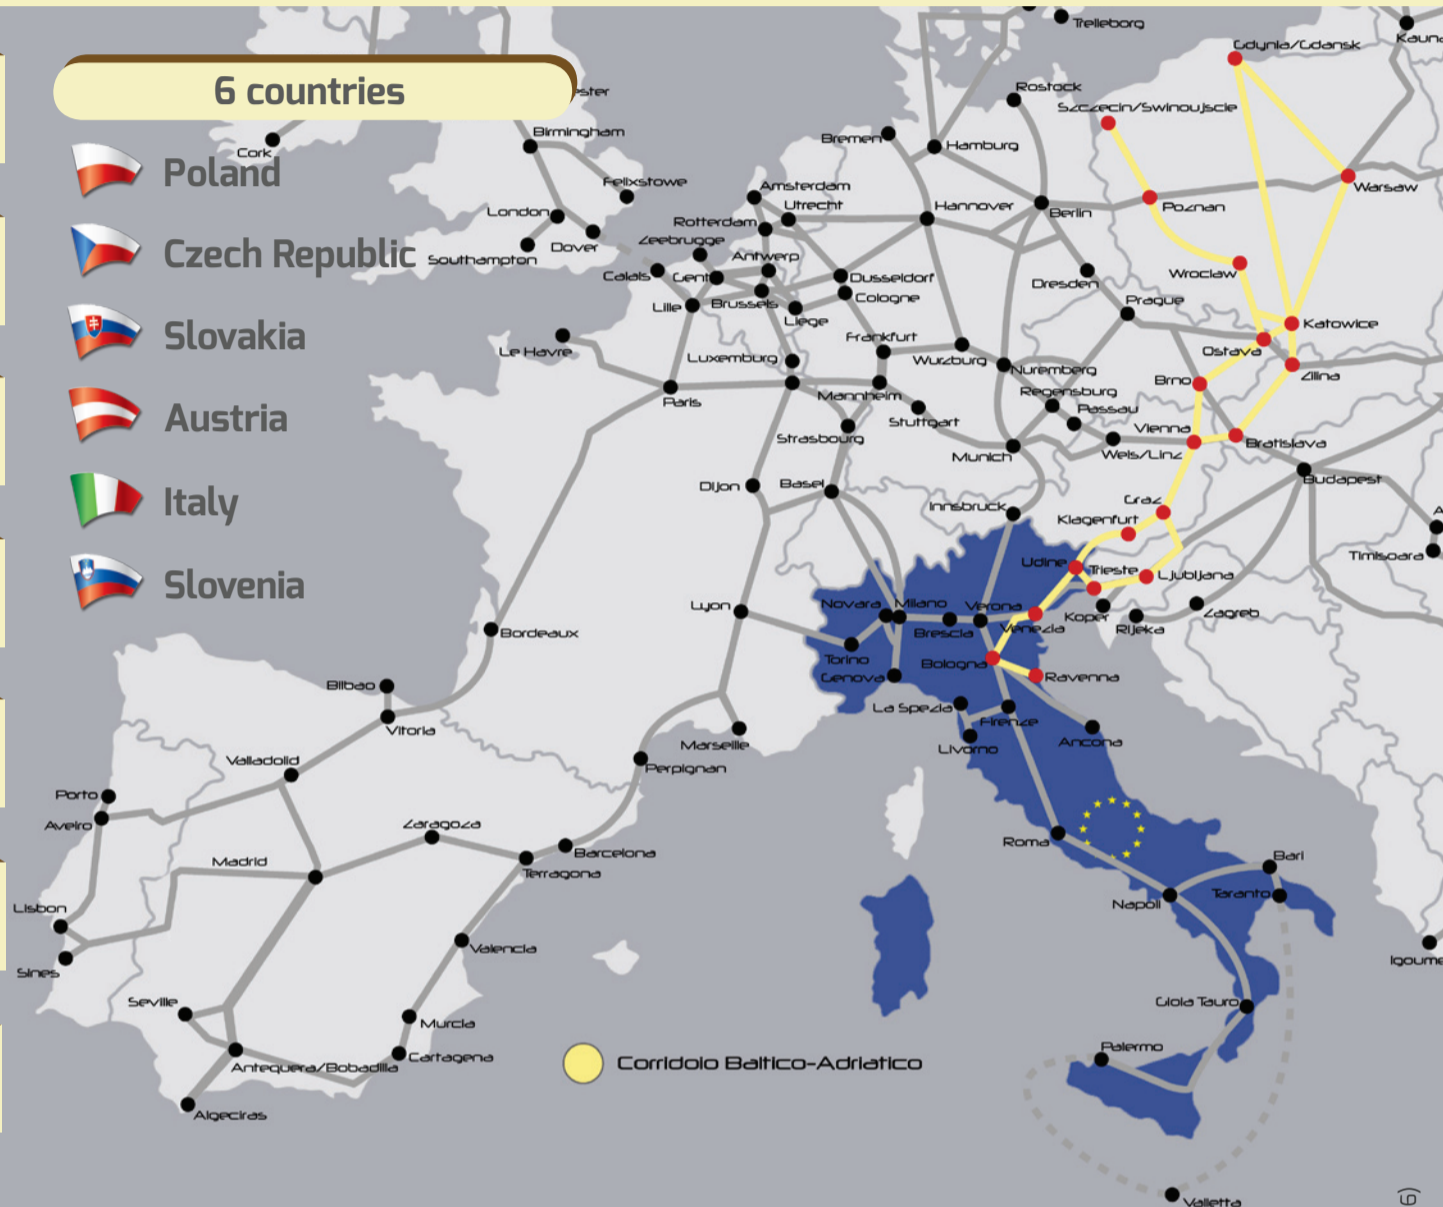 6 countries
Poland
Czech Republic
Slovakia
Austria
Italy
Slovenia
Trelleborg
Gdynia/Gdansk
Rostock
Szczecin/Swinoujscie
Birmingham
Bremen
Hamburg
Cork
Felixstowe
Amsterdam
Warsaw
Utrecht
Hannover
Berlin
Poznan
London
Rotterdam
Dover
Zeebrugge
Southampton
Antwerp
Calais
Gent
Dusseldorf
Wroclaw
Dresden
Cologne
Prague
Lille
Brussels
Liege
Katowice
Frankfurt
Ostava
Le Havre
Luxemburg
Wurzburg
Nuremberg
Zilina
Brno
Mannheim
Regensburg
Paris
Passau
Stuttgart
Vienna
Strasbourg
Bratislava
Munich
Wels/Linz
Budapest
Dijon
Basel
Graz
Innsbruck
Klagenfurt
Timisoara
Udine
Trieste
Ljubljana
Lyon
Novara
Milano
Verona
Koper
Zagreb
Brescia
Venezia
Rijeka
Bordeaux
Torino
Bologna
Genova
Ravenna
Bilbao
La Spezia
Firenze
Vitoria
Marseille
Livorno
Ancona
Valladolid
Perpignan
Porto
Aveiro
Zaragoza
Roma
Madrid
Barcelona
Bari
Terragona
Taranto
Napoli
Lisbon
Valencia
Sines
Seville
Gioia Tauro
Murcia
Palermo
Cartagena
Corridoio Baltico-Adriatico
Antequera/Bobadilla
Algeciras
Valletta